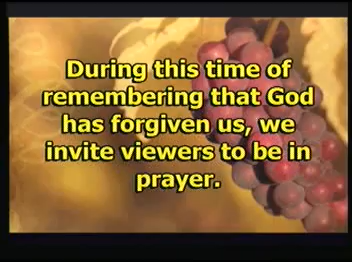 During this time of
remembering that God
has forgiven us, we
invite viewers to be in
prayer.